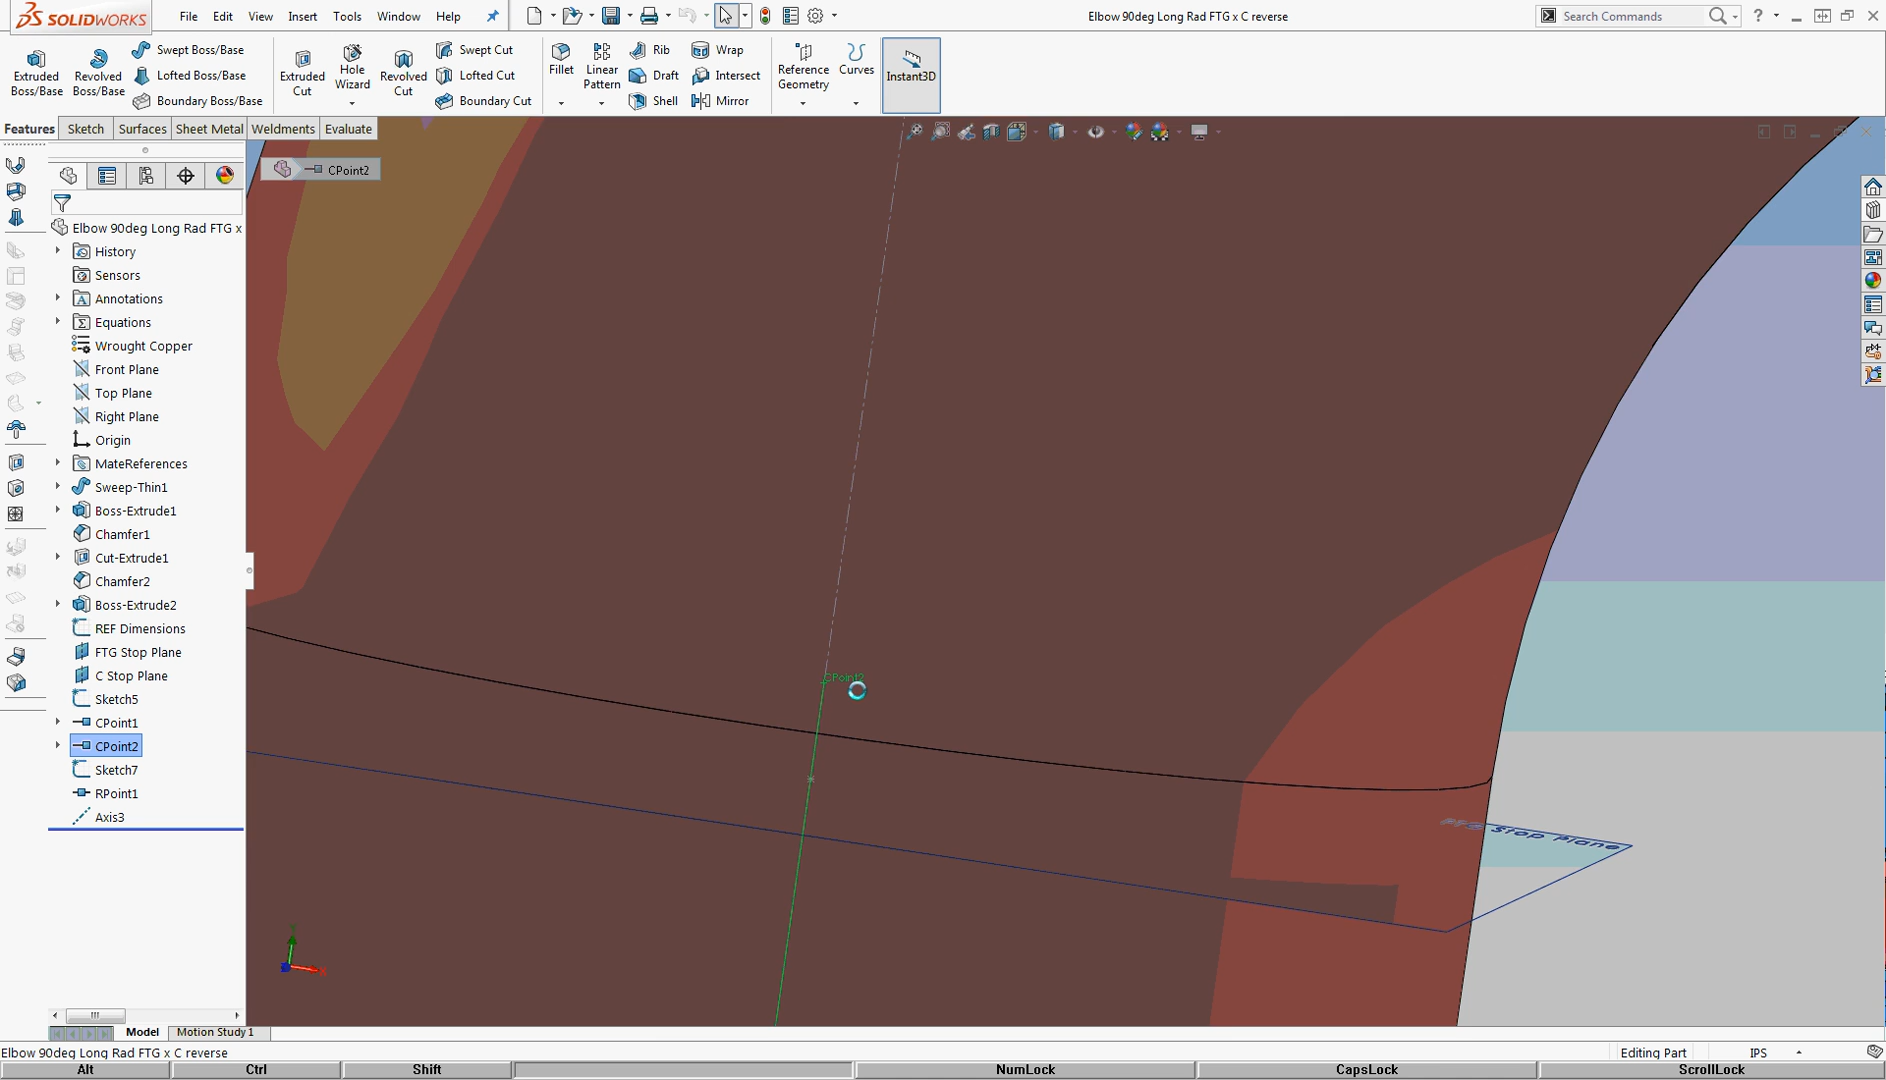 SOLIDWORKS
File Edit View Insert Tools Window Help
Elbow 90deg Long Rad FTG x C reverse
Search Commands
Extruded Boss/Base
Revolved Boss/Base
Swept Boss/Base
Lofted Boss/Base
Boundary Boss/Base
Extruded Cut
Hole Wizard
Revolved Cut
Swept Cut
Lofted Cut
Boundary Cut
Fillet
Linear Pattern
Rib
Draft
Shell
Wrap
Intersect
Mirror
Reference Geometry
Curves
Instant3D
Features Sketch Surfaces Sheet Metal Weldments Evaluate
CPoint2
Elbow 90deg Long Rad FTG x
History
Sensors
Annotations
Equations
Wrought Copper
Front Plane
Top Plane
Right Plane
Origin
MateReferences
Sweep-Thin1
Boss-Extrude1
Chamfer1
Cut-Extrude1
Chamfer2
Boss-Extrude2
REF Dimensions
FTG Stop Plane
C Stop Plane
Sketch5
CPoint1
CPoint2
Sketch7
RPoint1
Axis3
CPoint2
Stop Plane
Y
X
Model Motion Study 1
Elbow 90deg Long Rad FTG x C reverse
Editing Part IPS
Alt Ctrl Shift NumLock CapsLock ScrollLock